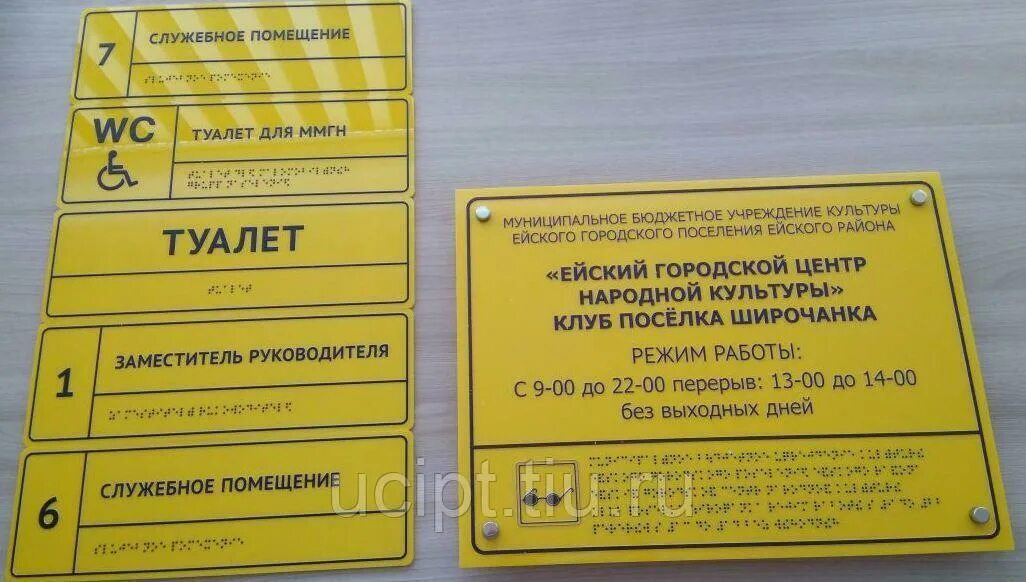 7
СЛУЖЕБНОЕ ПОМЕЩЕНИЕ
WC
ТУАЛЕТ ДЛЯ ММГН
ТУАЛЕТ
1
ЗАМЕСТИТЕЛЬ РУКОВОДИТЕЛЯ
6
СЛУЖЕБНОЕ ПОМЕЩЕНИЕ
МУНИЦИПАЛЬНОЕ БЮДЖЕТНОЕ УЧРЕЖДЕНИЕ КУЛЬТУРЫ
ЕЙСКОГО ГОРОДСКОГО ПОСЕЛЕНИЯ ЕЙСКОГО РАЙОНА
«ЕЙСКИЙ ГОРОДСКОЙ ЦЕНТР
НАРОДНОЙ КУЛЬТУРЫ»
КЛУБ ПОСЁЛКА ШИРОЧАНКА
РЕЖИМ РАБОТЫ:
С 9-00 до 22-00 перерыв: 13-00 до 14-00
без выходных дней
ucipt.tiu.ru